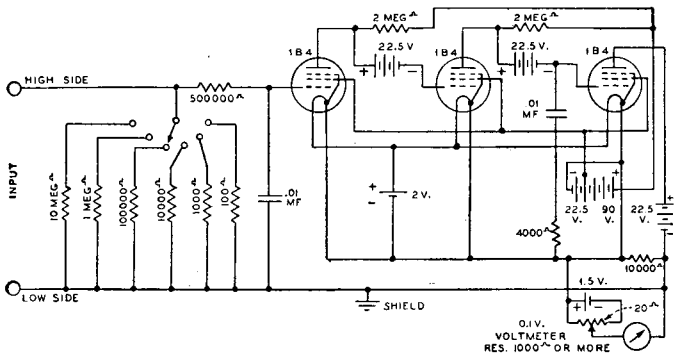 2 MEG Ω
2 MEG Ω
1B4
22.5 V.
1B4
22.5 V.
1B4
+
-
+
-
HIGH SIDE
500000 Ω
.01
MF
INPUT
10 MEG Ω
1 MEG Ω
100000 Ω
10000 Ω
1000 Ω
100 Ω
.01
MF
+
-
2 V.
-
+
22.5
V.
90
V.
22.5
V.
+
-
4000 Ω
10000 Ω
LOW SIDE
SHIELD
1.5 V.
+
-
20 Ω
0.1 V.
VOLTMETER
RES. 1000 Ω OR MORE